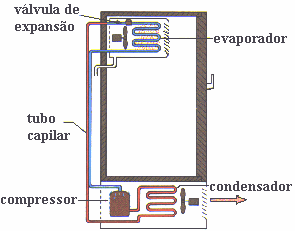 válvula de
expansão
evaporador
tubo
capilar
compressor
condensador